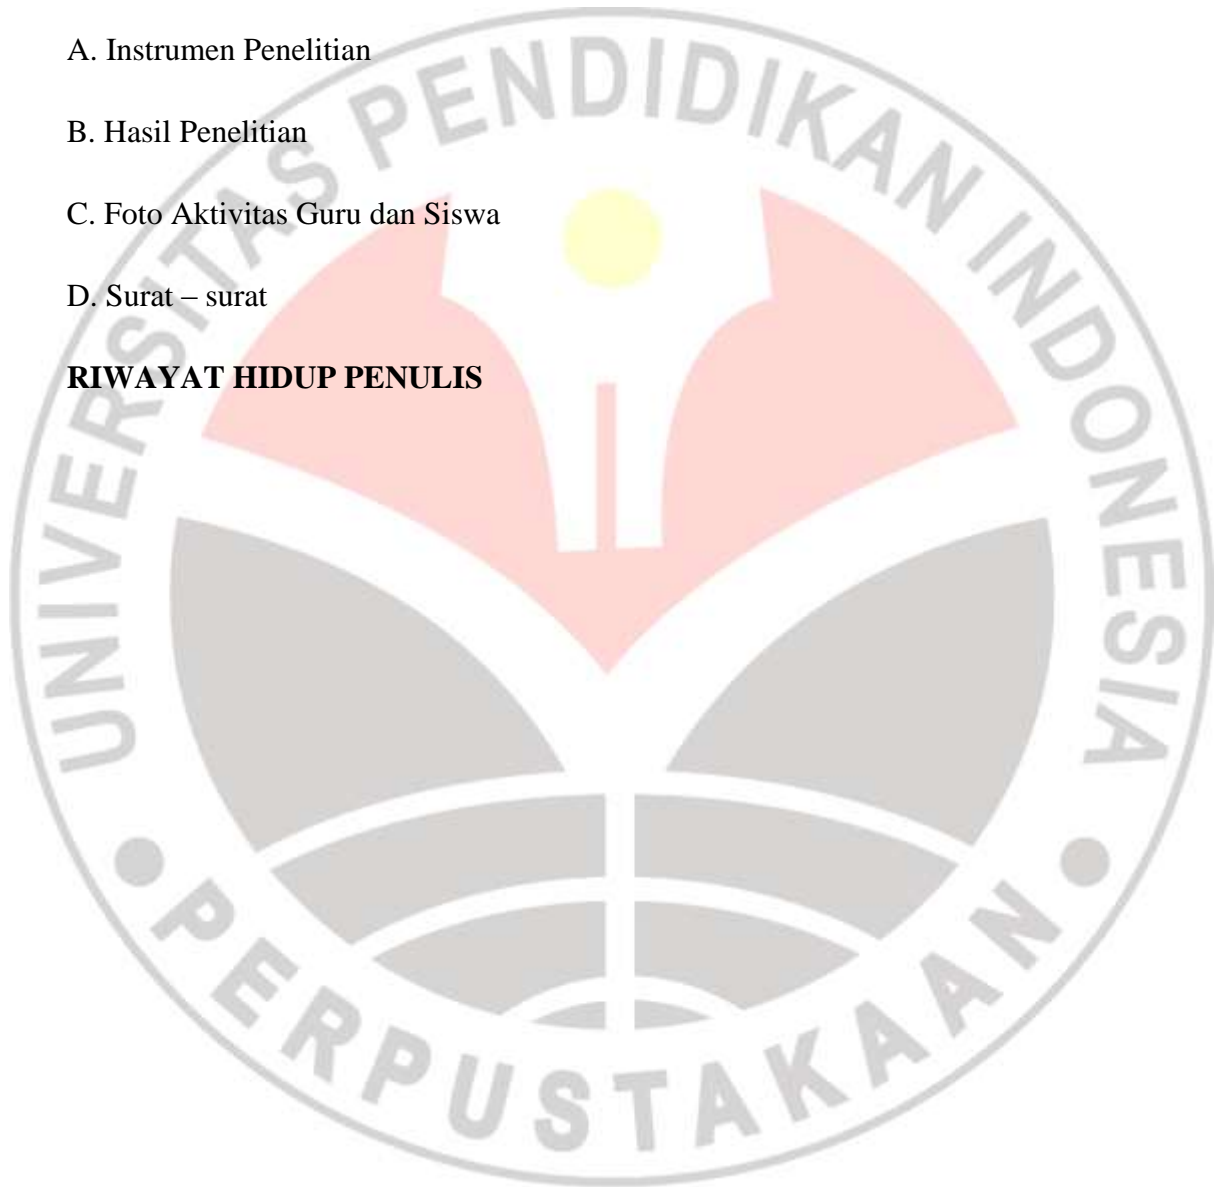 A. Instrumen Penelitian
B. Hasil Penelitian
C. Foto Aktivitas Guru dan Siswa
D. Surat – surat
RIWAYAT HIDUP PENULIS
UNIVERSITAS PENDIDIKAN INDONESIA
PERPUSTAKAAN